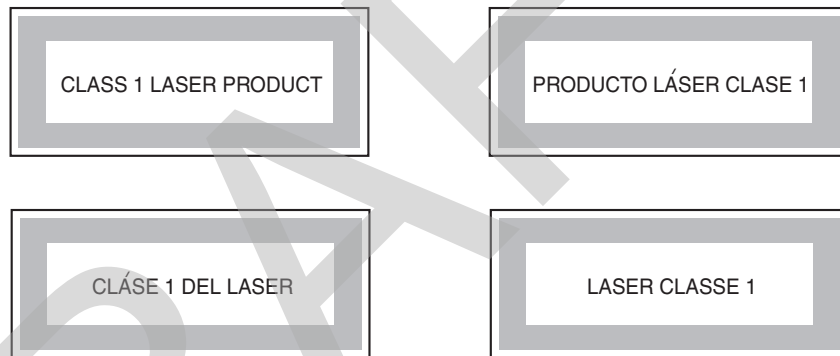 CLASS 1 LASER PRODUCT
PRODUCTO LÁSER CLASE 1
CLÁSE 1 DEL LASER
LASER CLASSE 1